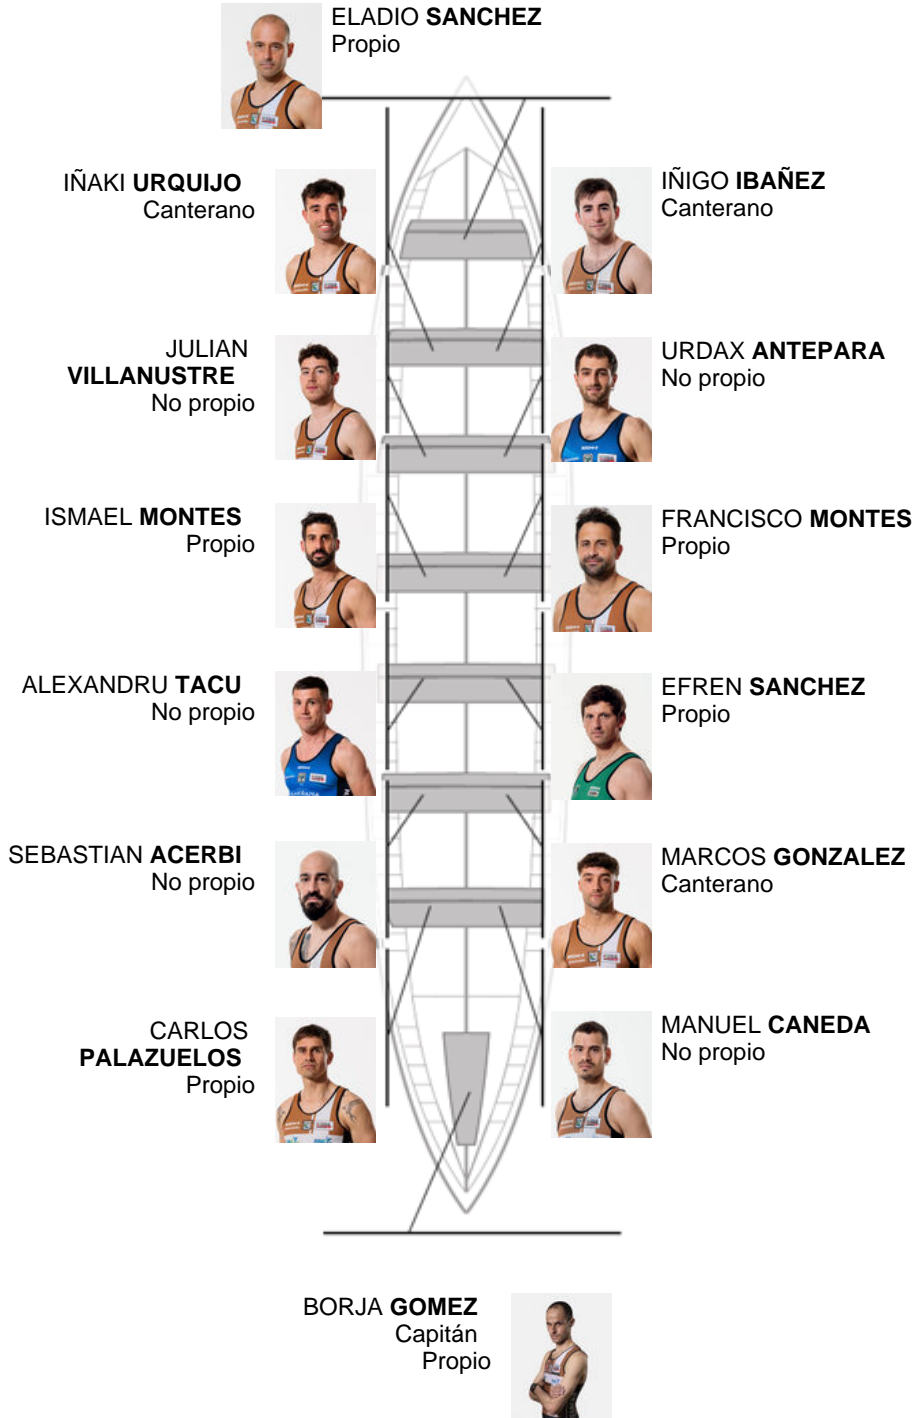 ELADIO SANCHEZ
Propio
IÑAKI URQUIJO
Canterano
IÑIGO IBAÑEZ
Canterano
JULIAN
VILLANUSTRE
No propio
URDAX ANTEPARA
No propio
ISMAEL MONTES
Propio
FRANCISCO MONTES
Propio
ALEXANDRU TACU
No propio
EFREN SANCHEZ
Propio
SEBASTIAN ACERBI
No propio
MARCOS GONZALEZ
Canterano
CARLOS
PALAZUELOS
Propio
MANUEL CANEDA
No propio
BORJA GOMEZ
Capitán
Propio